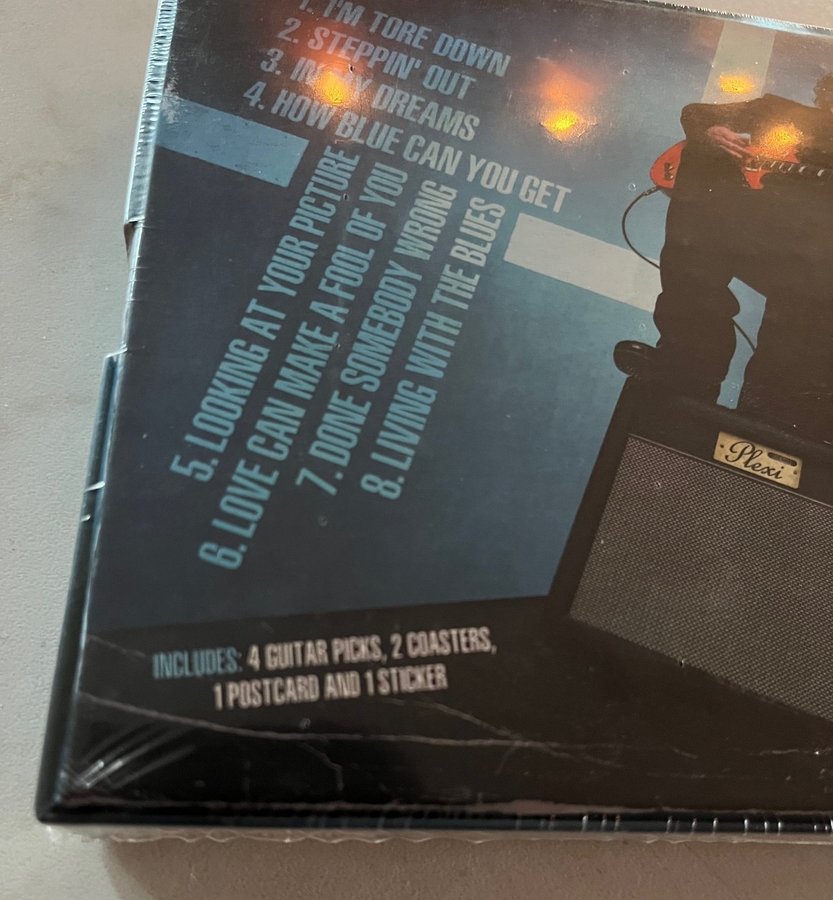 1. I'M TORE DOWN
2. STEPPIN' OUT
3. IN MY DREAMS
4. HOW BLUE CAN YOU GET
5. LOOKING AT YOUR PICTURE
6. LOVE CAN MAKE A FOOL OF YOU
7. DONE SOMEBODY WRONG
8. LIVING WITH THE BLUES
Plexi
INCLUDES: 4 GUITAR PICKS, 2 COASTERS,
1 POSTCARD AND 1 STICKER